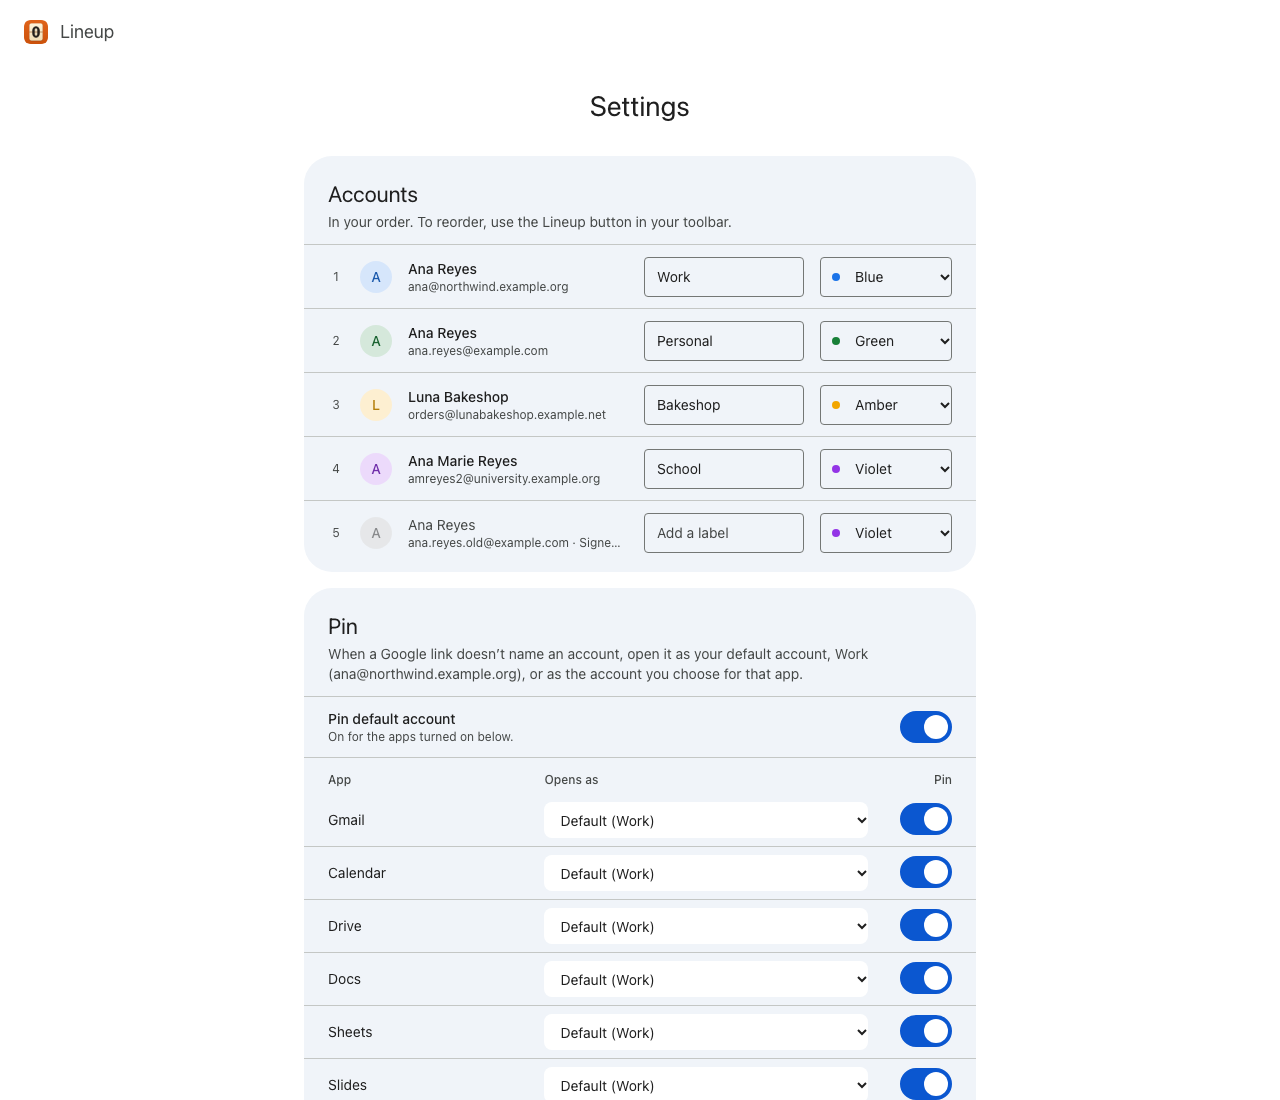 0 Lineup
Settings
Accounts
In your order. To reorder, use the Lineup button in your toolbar.
1 A Ana Reyes Work Blue
ana@northwind.example.org
2 A Ana Reyes Personal Green
ana.reyes@example.com
3 L Luna Bakeshop Bakeshop Amber
orders@lunabakeshop.example.net
4 A Ana Marie Reyes School Violet
amreyes2@university.example.org
5 A Ana Reyes Add a label Violet
ana.reyes.old@example.com · Signe...
Pin
When a Google link doesn’t name an account, open it as your default account, Work
(ana@northwind.example.org), or as the account you choose for that app.
Pin default account
On for the apps turned on below.
App Opens as Pin
Gmail Default (Work)
Calendar Default (Work)
Drive Default (Work)
Docs Default (Work)
Sheets Default (Work)
Slides Default (Work)